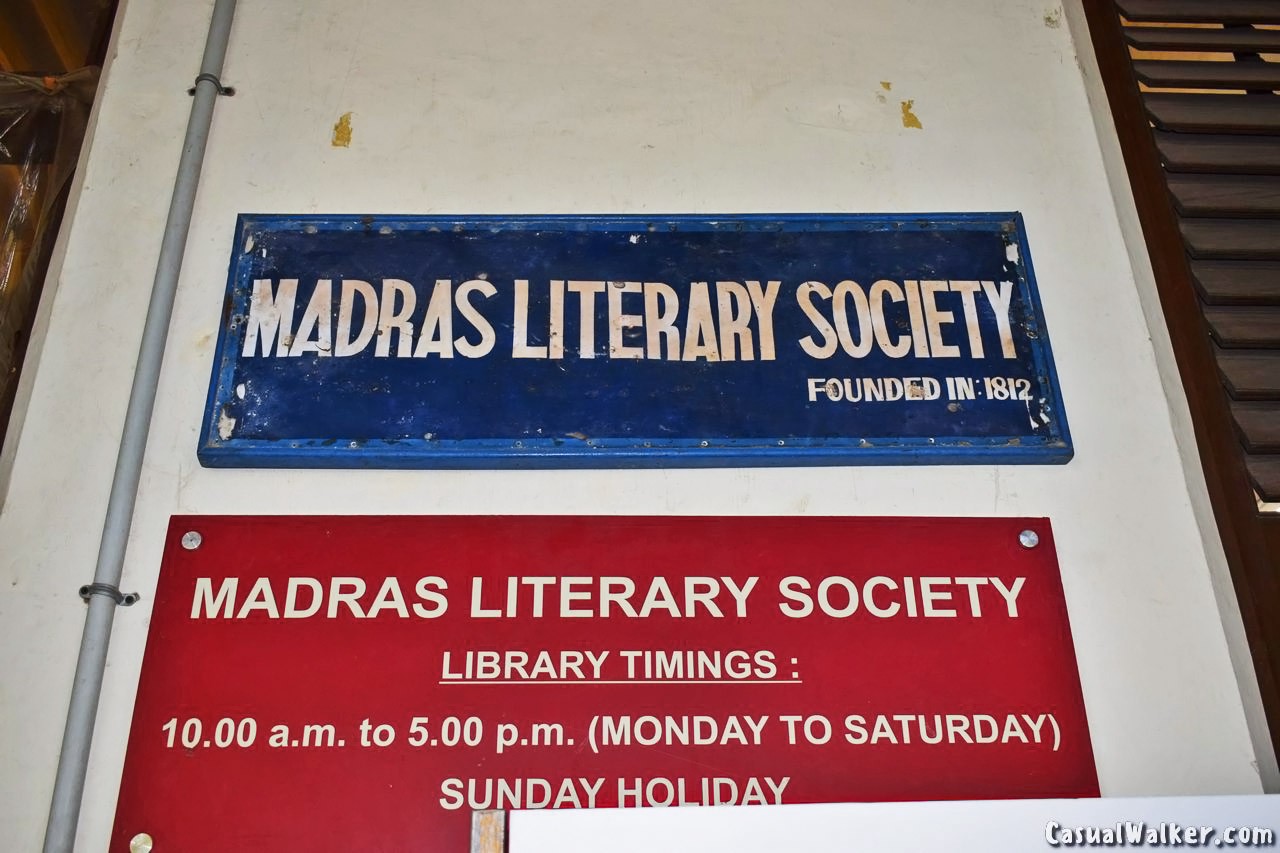 MADRAS LITERARY SOCIETY
FOUNDED IN: 1812
MADRAS LITERARY SOCIETY
LIBRARY TIMINGS :
10.00 a.m. to 5.00 p.m. (MONDAY TO SATURDAY)
SUNDAY HOLIDAY
CasualWalker.com